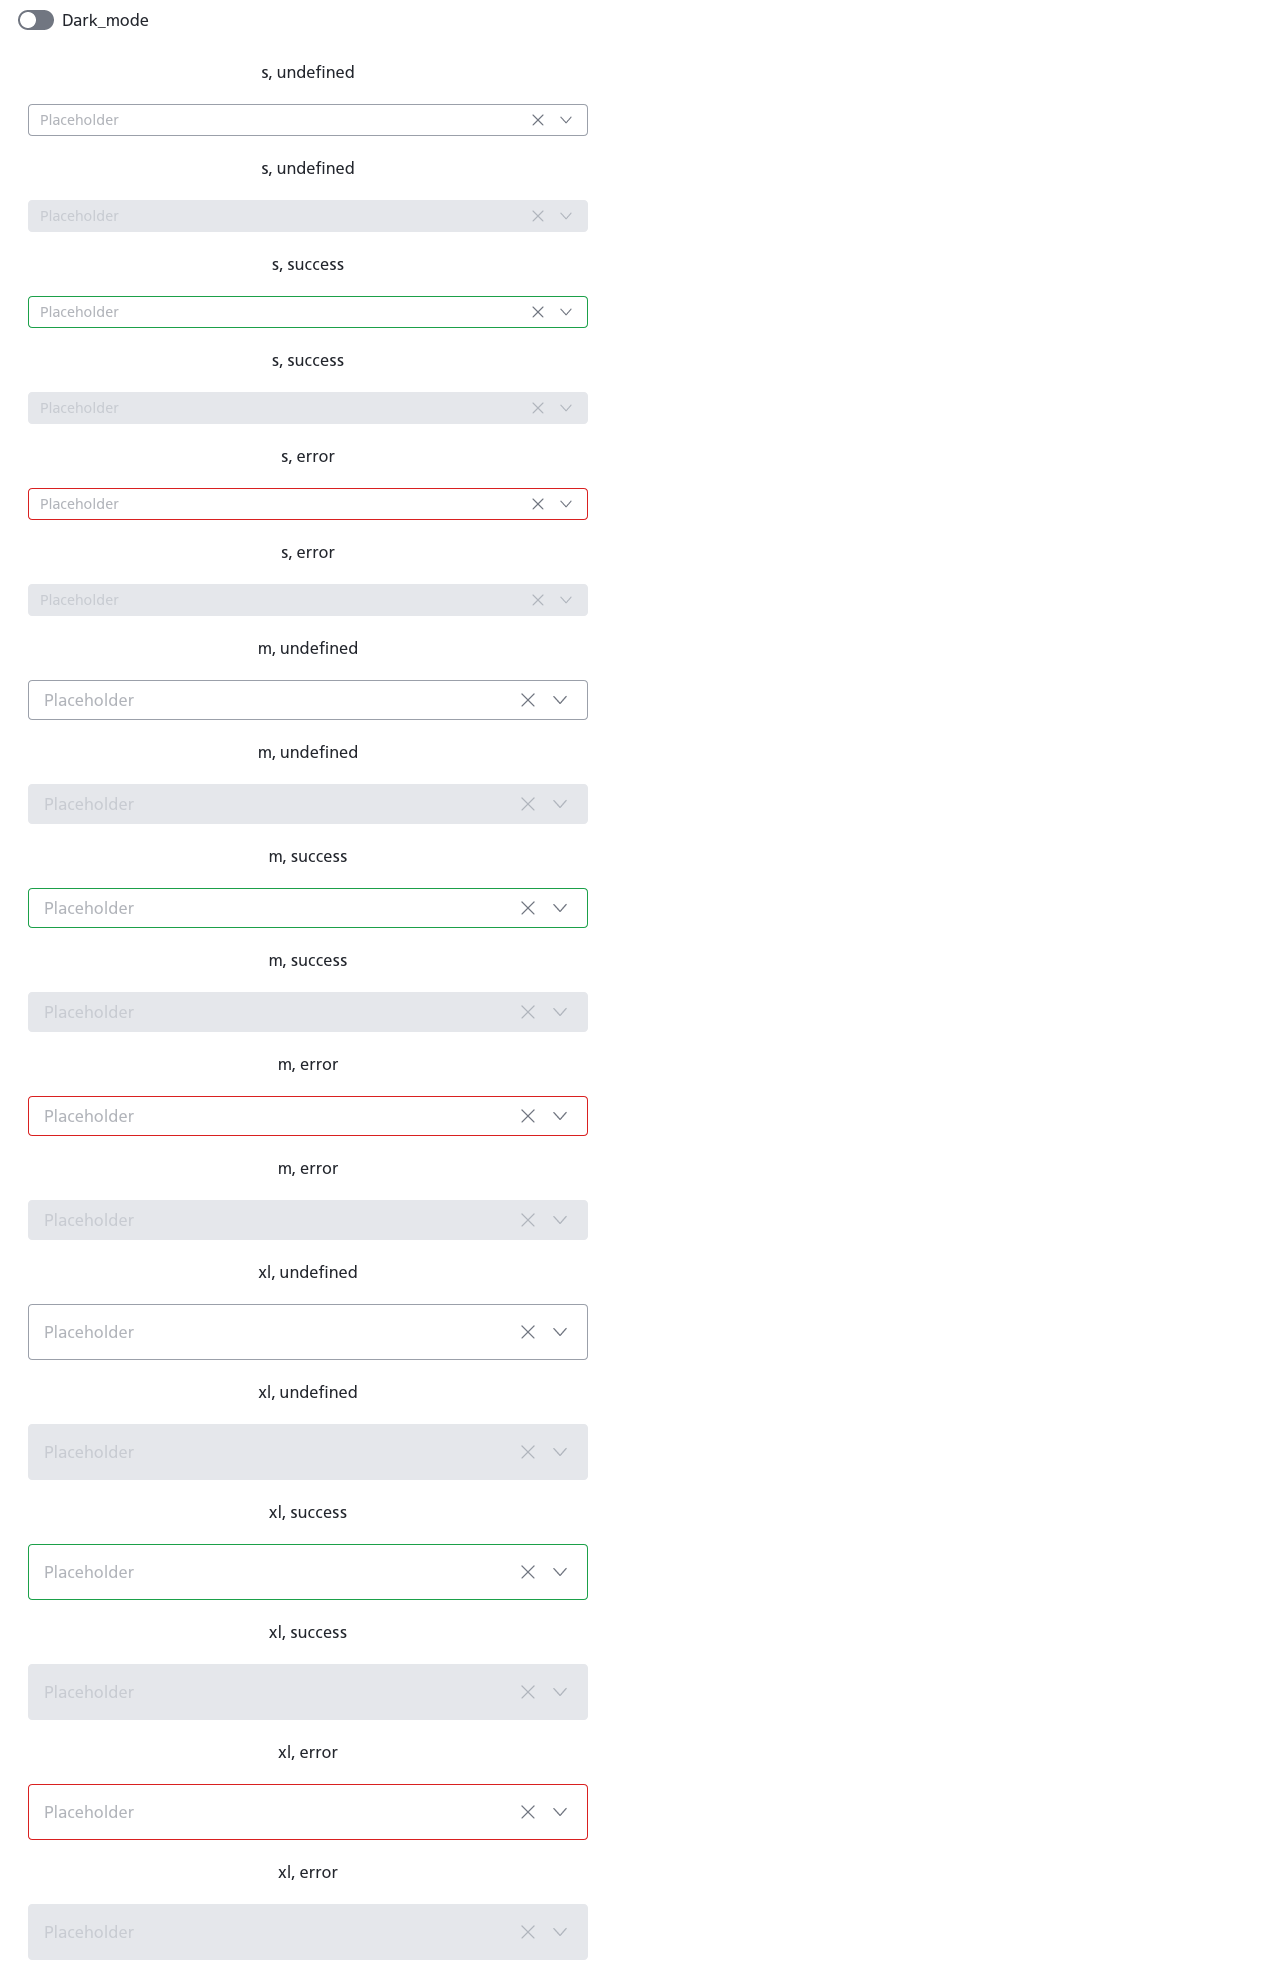 Dark_mode
s, undefined
Placeholder
s, undefined
Placeholder
s, success
Placeholder
s, success
Placeholder
s, error
Placeholder
s, error
Placeholder
m, undefined
Placeholder
m, undefined
Placeholder
m, success
Placeholder
m, success
Placeholder
m, error
Placeholder
m, error
Placeholder
xl, undefined
Placeholder
xl, undefined
Placeholder
xl, success
Placeholder
xl, success
Placeholder
xl, error
Placeholder
xl, error
Placeholder